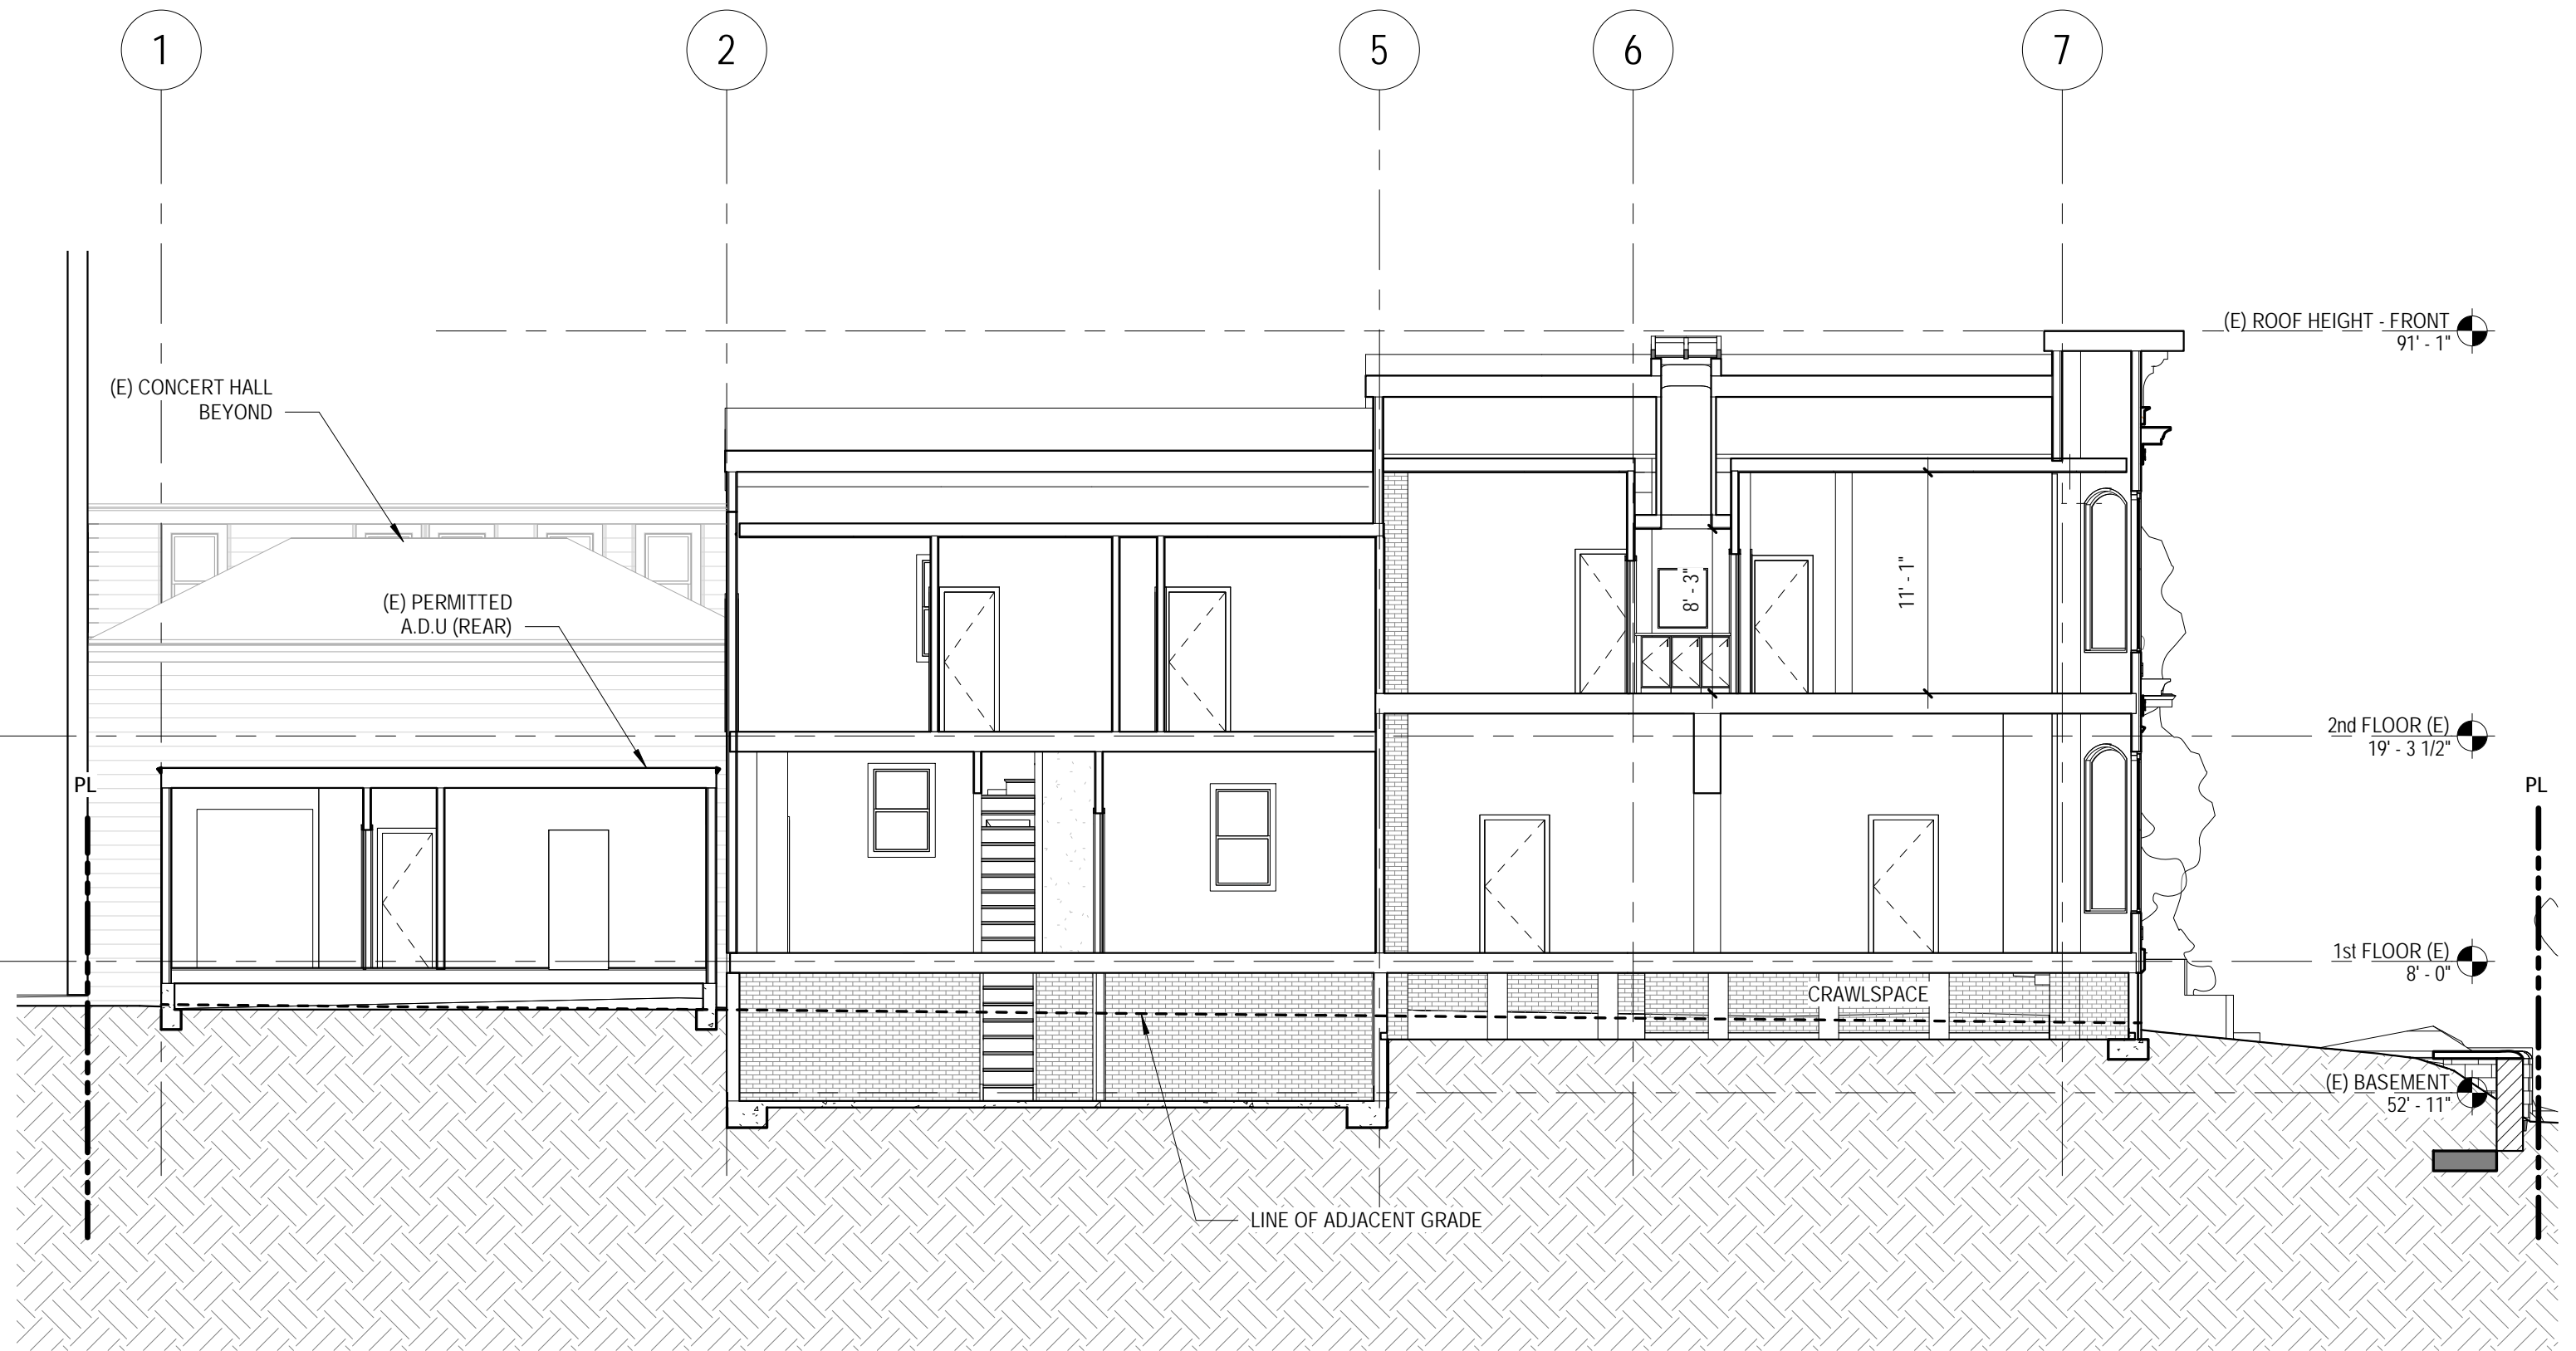 1
2
5
6
7
(E) ROOF HEIGHT - FRONT
91' - 1"
(E) CONCERT HALL
BEYOND
(E) PERMITTED
A.D.U (REAR)
8' - 3"
11' - 1"
2nd FLOOR (E)
19' - 3 1/2"
PL
PL
1st FLOOR (E)
8' - 0"
CRAWLSPACE
(E) BASEMENT
52' - 11"
LINE OF ADJACENT GRADE